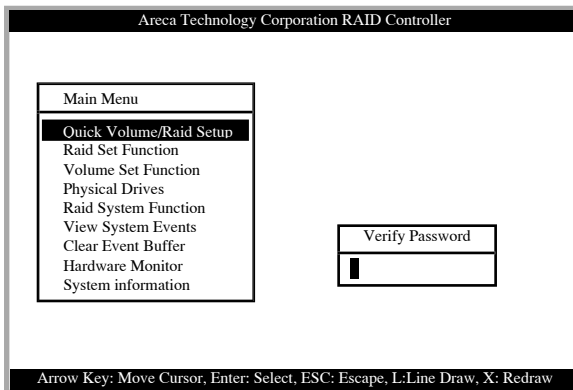 Areca Technology Corporation RAID Controller
Main Menu
Quick Volume/Raid Setup
Raid Set Function
Volume Set Function
Physical Drives
Raid System Function
View System Events
Clear Event Buffer
Hardware Monitor
System information
Verify Password
Arrow Key: Move Cursor, Enter: Select, ESC: Escape, L:Line Draw, X: Redraw